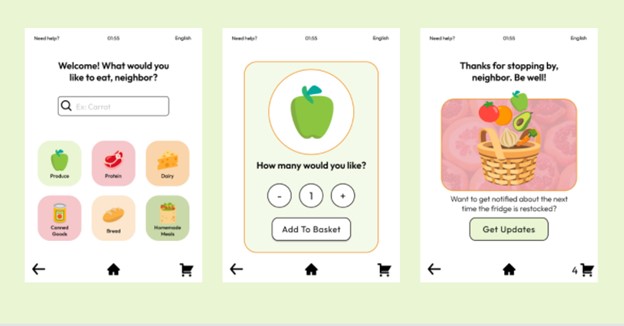 Need help?
01:55
English
Welcome! What would you
like to eat, neighbor?
Ex: Carrot
Produce
Protein
Dairy
Canned
Goods
Bread
Homemade
Meals
Need help?
01:55
English
How many would you like?
- 1 +
Add To Basket
Need help?
01:55
English
Thanks for stopping by,
neighbor. Be well!
Want to get notified about the next
time the fridge is restocked?
Get Updates
4